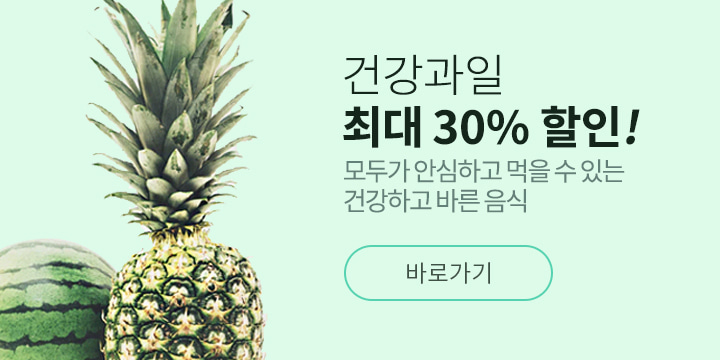 건강과일
최대 30% 할인!
모두가 안심하고 먹을 수 있는
건강하고 바른 음식
바로가기